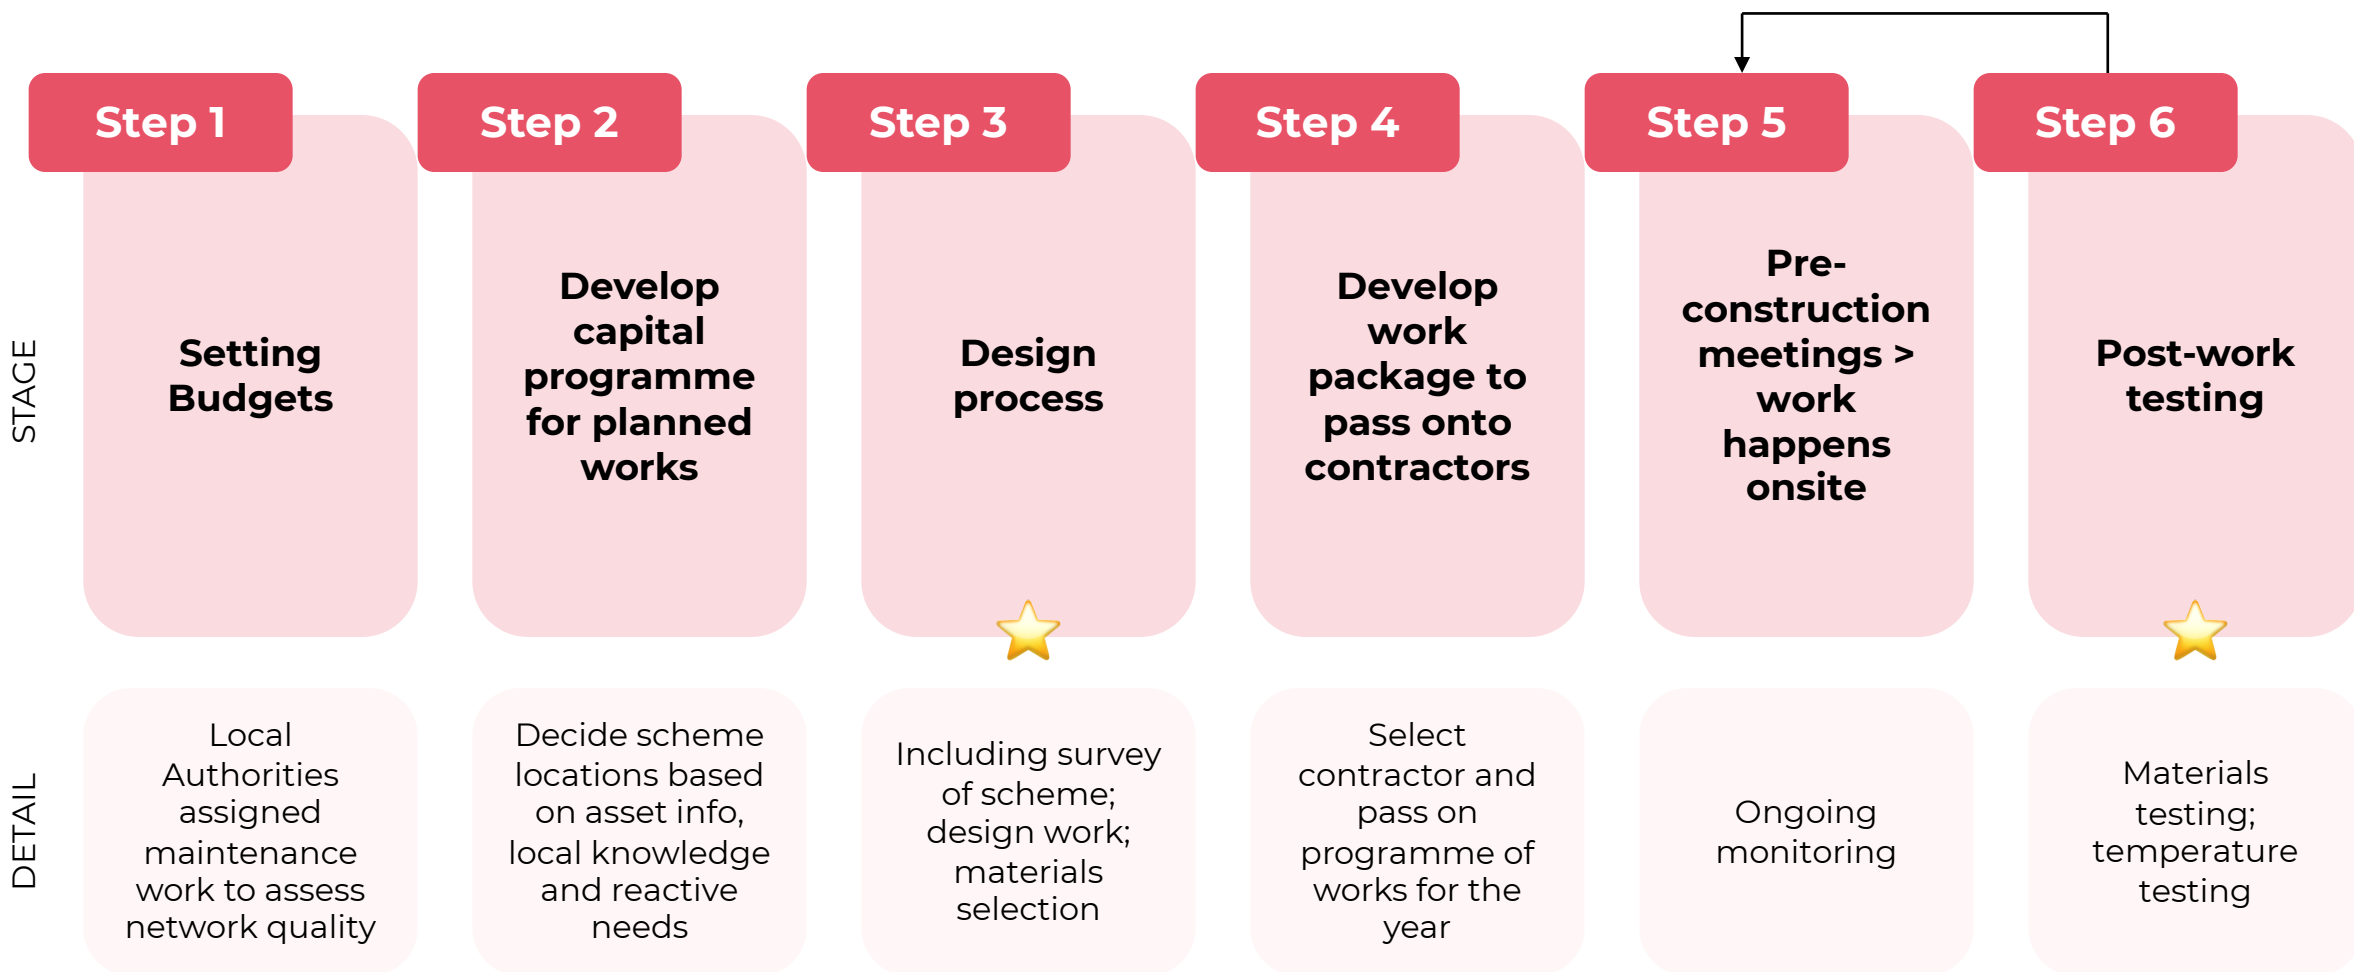 Step 1
Step 2
Step 3
Step 4
Step 5
Step 6
STAGE
Setting
Budgets
Develop
capital
programme
for planned
works
Design
process
Develop
work
package to
pass onto
contractors
Pre-
construction
meetings >
work
happens
onsite
Post-work
testing
DETAIL
Local
Authorities
assigned
maintenance
work to assess
network quality
Decide scheme
locations based
on asset info,
local knowledge
and reactive
needs
Including survey
of scheme;
design work;
materials
selection
Select
contractor and
pass on
programme of
works for the
year
Ongoing
monitoring
Materials
testing;
temperature
testing